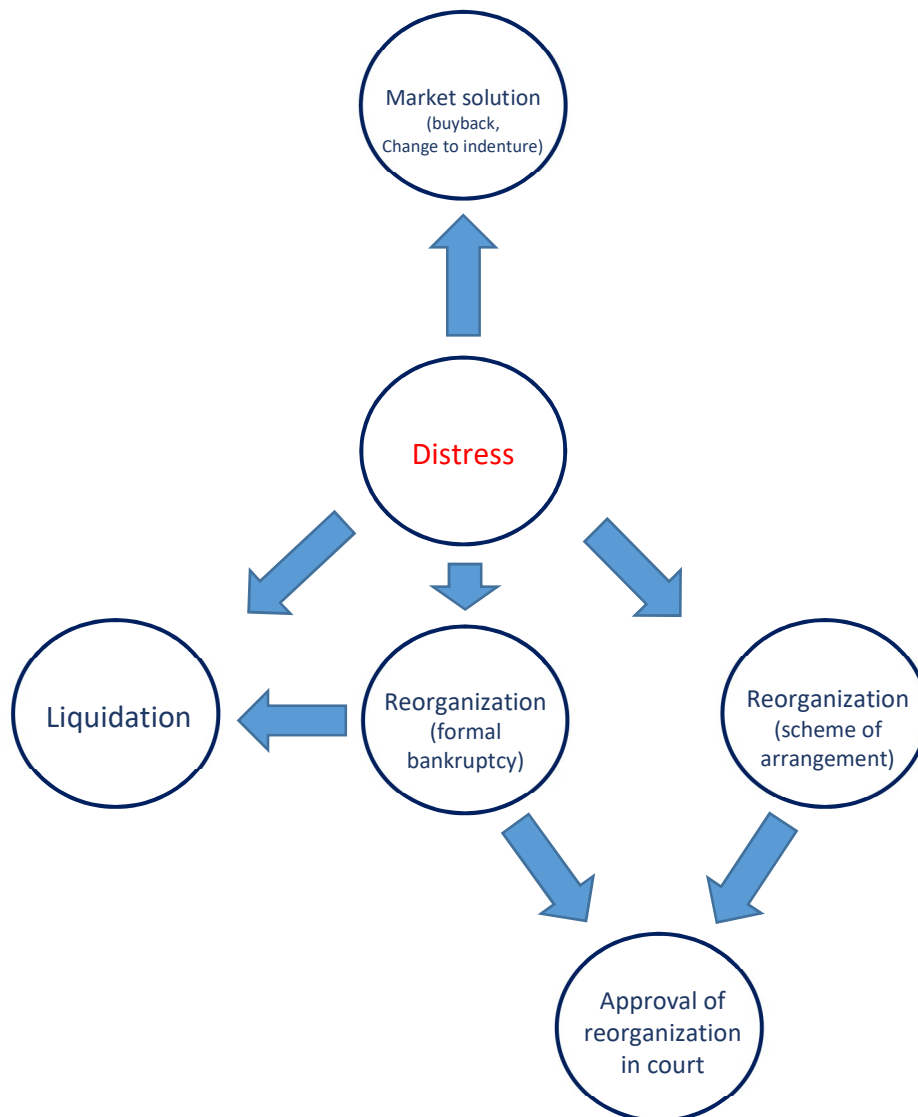 Market solution
(buyback,
Change to indenture)
Distress
Liquidation
Reorganization
(formal
bankruptcy)
Reorganization
(scheme of
arrangement)
Approval of
reorganization
in court